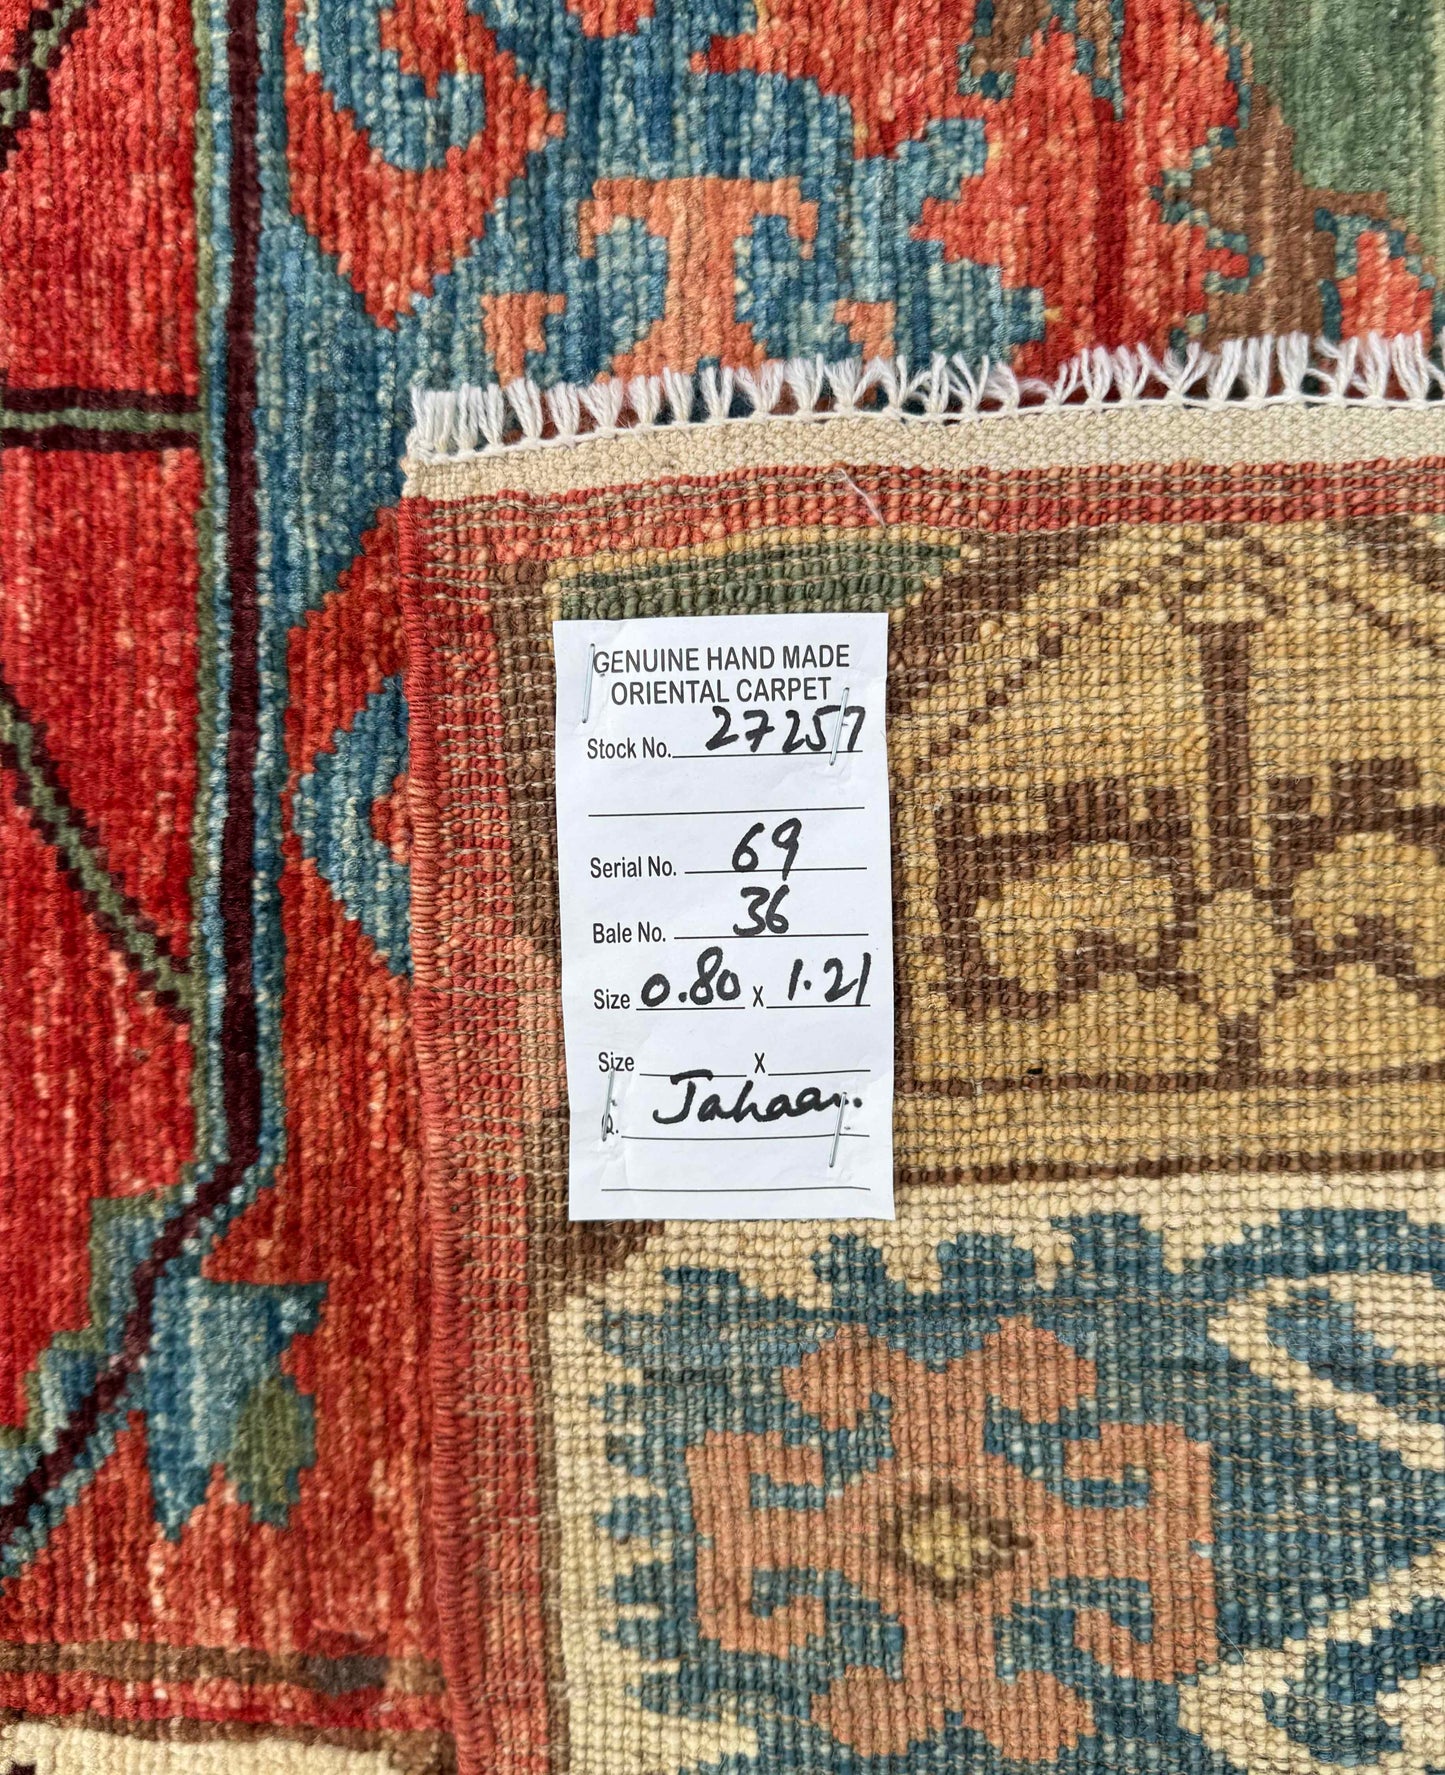 GENUINE HAND MADE
ORIENTAL CARPET
Stock No. 27257
Serial No. 69
Bale No. 36
Size 0.80 x 1.21
Size x
Q.